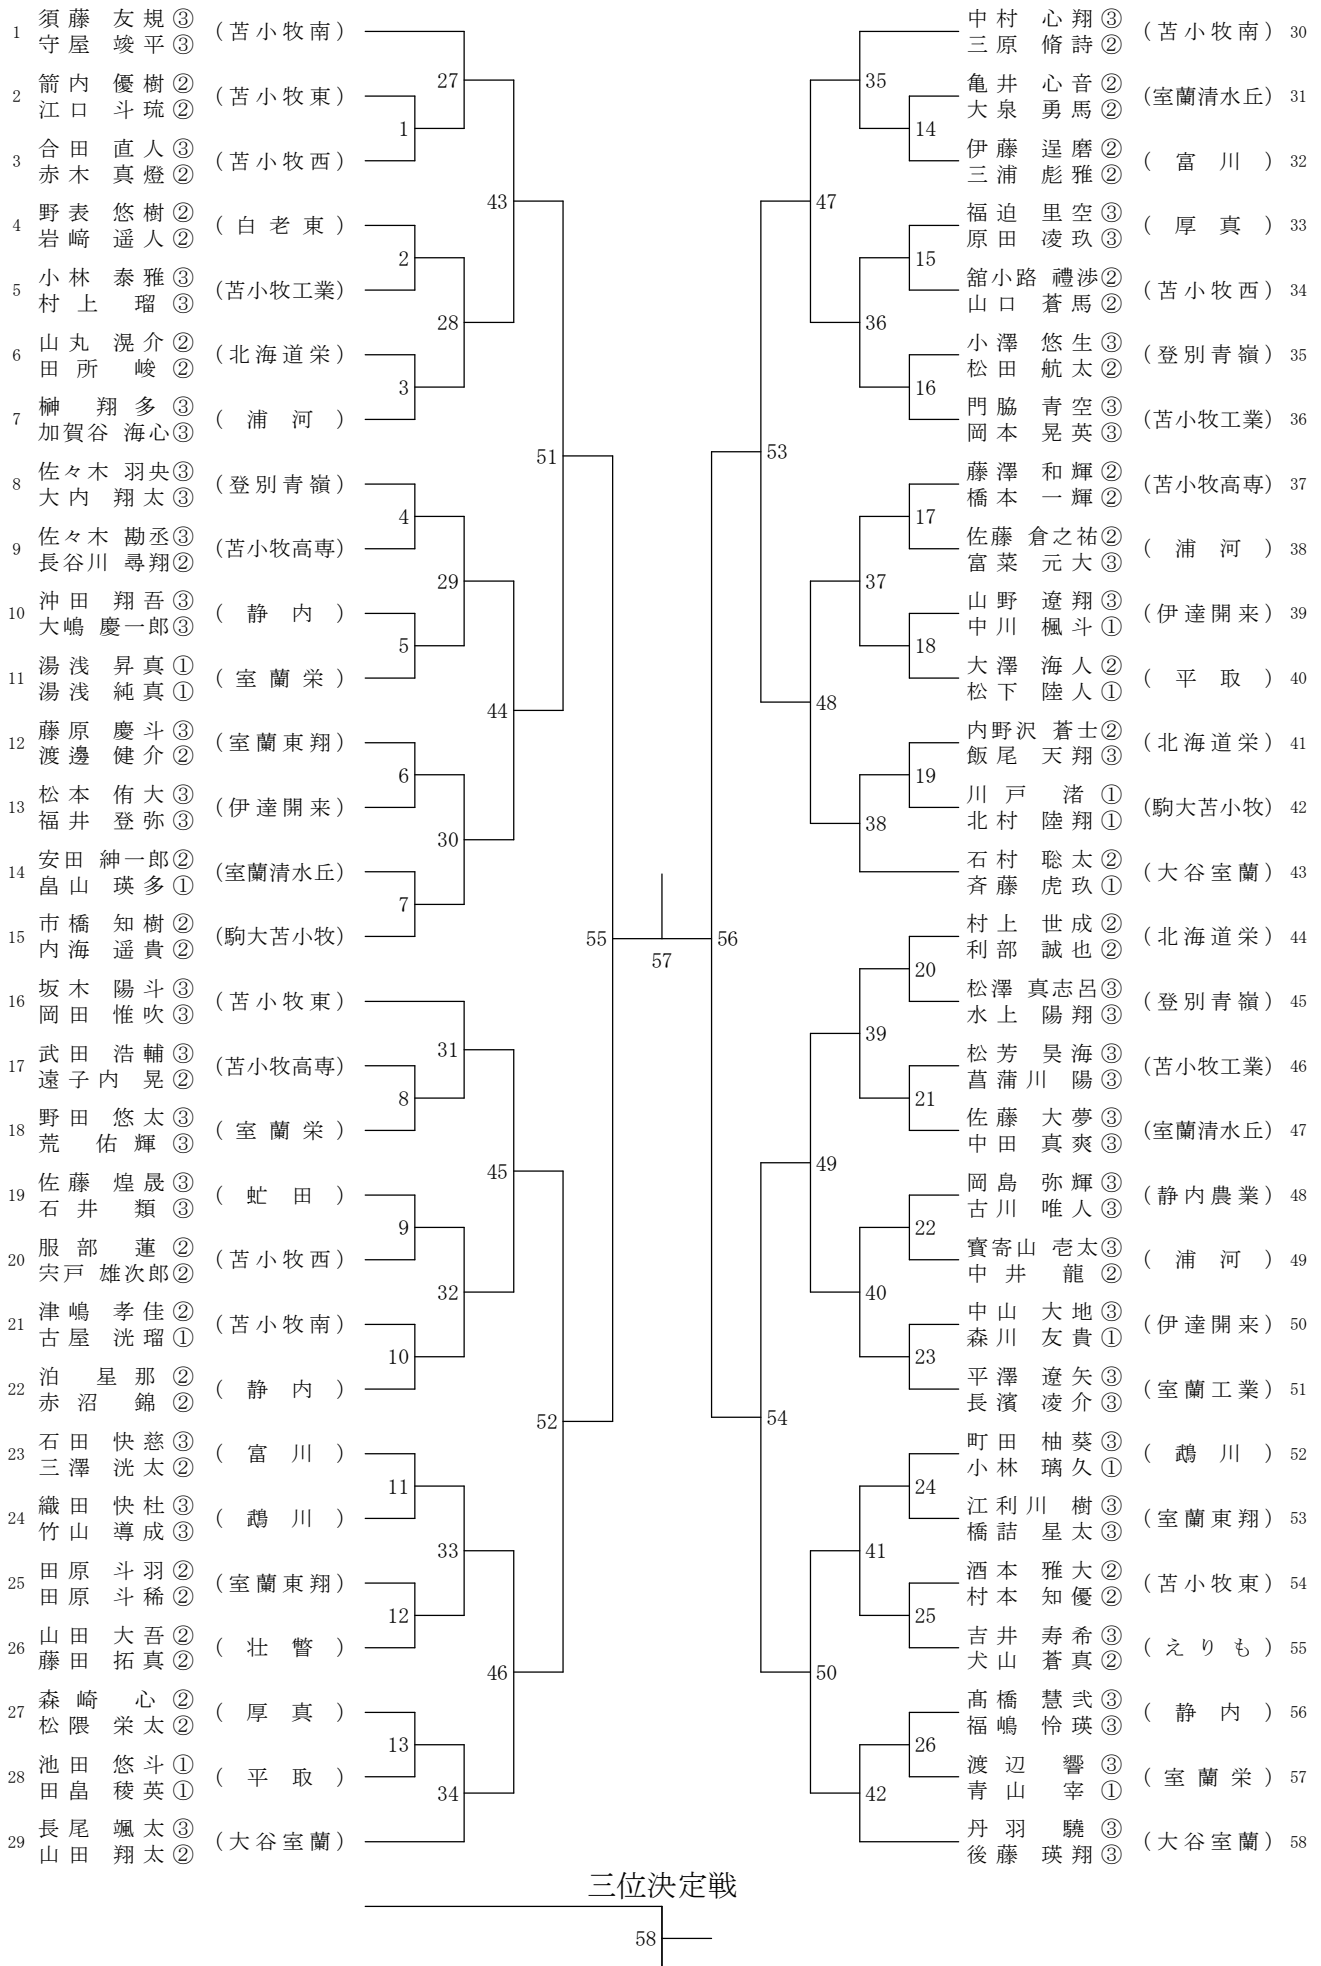 1 須藤 友規③ (苫小牧南)
守屋 竣平③
2 箭内 優樹② (苫小牧東)
江口 斗琉②
3 合田 直人③ (苫小牧西)
赤木 真燈②
4 野表 悠樹② (白老東)
岩﨑 遥人②
5 小林 泰雅③ (苫小牧工業)
村上 瑠③
6 山丸 滉介② (北海道栄)
田所 峻②
7 榊 翔多③ (浦河)
加賀谷 海心③
8 佐々木 羽央③ (登別青嶺)
大内 翔太③
9 佐々木 勘丞③ (苫小牧高専)
長谷川 尋翔②
10 沖田 翔吾③ (静内)
大嶋 慶一郎③
11 湯浅 昇真① (室蘭栄)
湯浅 純真①
12 藤原 慶斗③ (室蘭東翔)
渡邊 健介②
13 松本 侑大③ (伊達開来)
福井 登弥③
14 安田 紳一郎② (室蘭清水丘)
畠山 瑛多①
15 市橋 知樹② (駒大苫小牧)
内海 遥貴②
16 坂木 陽斗③ (苫小牧東)
岡田 惟吹③
17 武田 浩輔③ (苫小牧高専)
遠子内 晃②
18 野田 悠太③ (室蘭栄)
荒 佑輝③
19 佐藤 煌晟③ (虻田)
石井 類③
20 服部 蓮② (苫小牧西)
宍戸 雄次郎②
21 津嶋 孝佳② (苫小牧南)
古屋 洸瑠①
22 泊 星那② (静内)
赤沼 錦②
23 石田 快慈③ (富川)
三澤 洸太②
24 織田 快杜③ (鵡川)
竹山 導成③
25 田原 斗羽② (室蘭東翔)
田原 斗稀②
26 山田 大吾② (壮瞥)
藤田 拓真②
27 森崎 心② (厚真)
松隈 栄太②
28 池田 悠斗① (平取)
田畠 稜英①
29 長尾 颯太③ (大谷室蘭)
山田 翔太②
27
1
43
2
28
3
51
4
29
5
44
6
30
7
55
31
8
45
9
32
10
52
11
33
12
46
13
34
57
56
35
14
47
15
36
16
53
17
37
18
48
19
38
20
39
21
49
22
40
23
54
24
41
25
50
26
42
中村 心翔③ (苫小牧南) 30
三原 脩詩②
亀井 心音② (室蘭清水丘) 31
大泉 勇馬②
伊藤 逞磨② (富川) 32
三浦 彪雅②
福迫 里空③ (厚真) 33
原田 凌玖③
舘小路 禮渉② (苫小牧西) 34
山口 蒼馬②
小澤 悠生③ (登別青嶺) 35
松田 航太②
門脇 青空③ (苫小牧工業) 36
岡本 晃英③
藤澤 和輝② (苫小牧高専) 37
橋本 一輝②
佐藤 倉之祐② (浦河) 38
富菜 元大③
山野 遼翔③ (伊達開来) 39
中川 楓斗①
大澤 海人② (平取) 40
松下 陸人①
内野沢 蒼士② (北海道栄) 41
飯尾 天翔③
川戸 渚① (駒大苫小牧) 42
北村 陸翔①
石村 聡太② (大谷室蘭) 43
斉藤 虎玖①
村上 世成② (北海道栄) 44
利部 誠也②
松澤 真志呂③ (登別青嶺) 45
水上 陽翔③
松芳 昊海③ (苫小牧工業) 46
菖蒲川 陽③
佐藤 大夢③ (室蘭清水丘) 47
中田 真爽③
岡島 弥輝③ (静内農業) 48
古川 唯人③
寳寄山 壱太③ (浦河) 49
中井 龍②
中山 大地③ (伊達開来) 50
森川 友貴①
平澤 遼矢③ (室蘭工業) 51
長濱 凌介③
町田 柚葵③ (鵡川) 52
小林 璃久①
江利川 樹③ (室蘭東翔) 53
橋詰 星太③
酒本 雅大② (苫小牧東) 54
村本 知優②
吉井 寿希③ (えりも) 55
犬山 蒼真②
髙橋 慧弐③ (静内) 56
福嶋 怜瑛③
渡辺 響③ (室蘭栄) 57
青山 宰①
丹羽 驍③ (大谷室蘭) 58
後藤 瑛翔③
三位決定戦
58